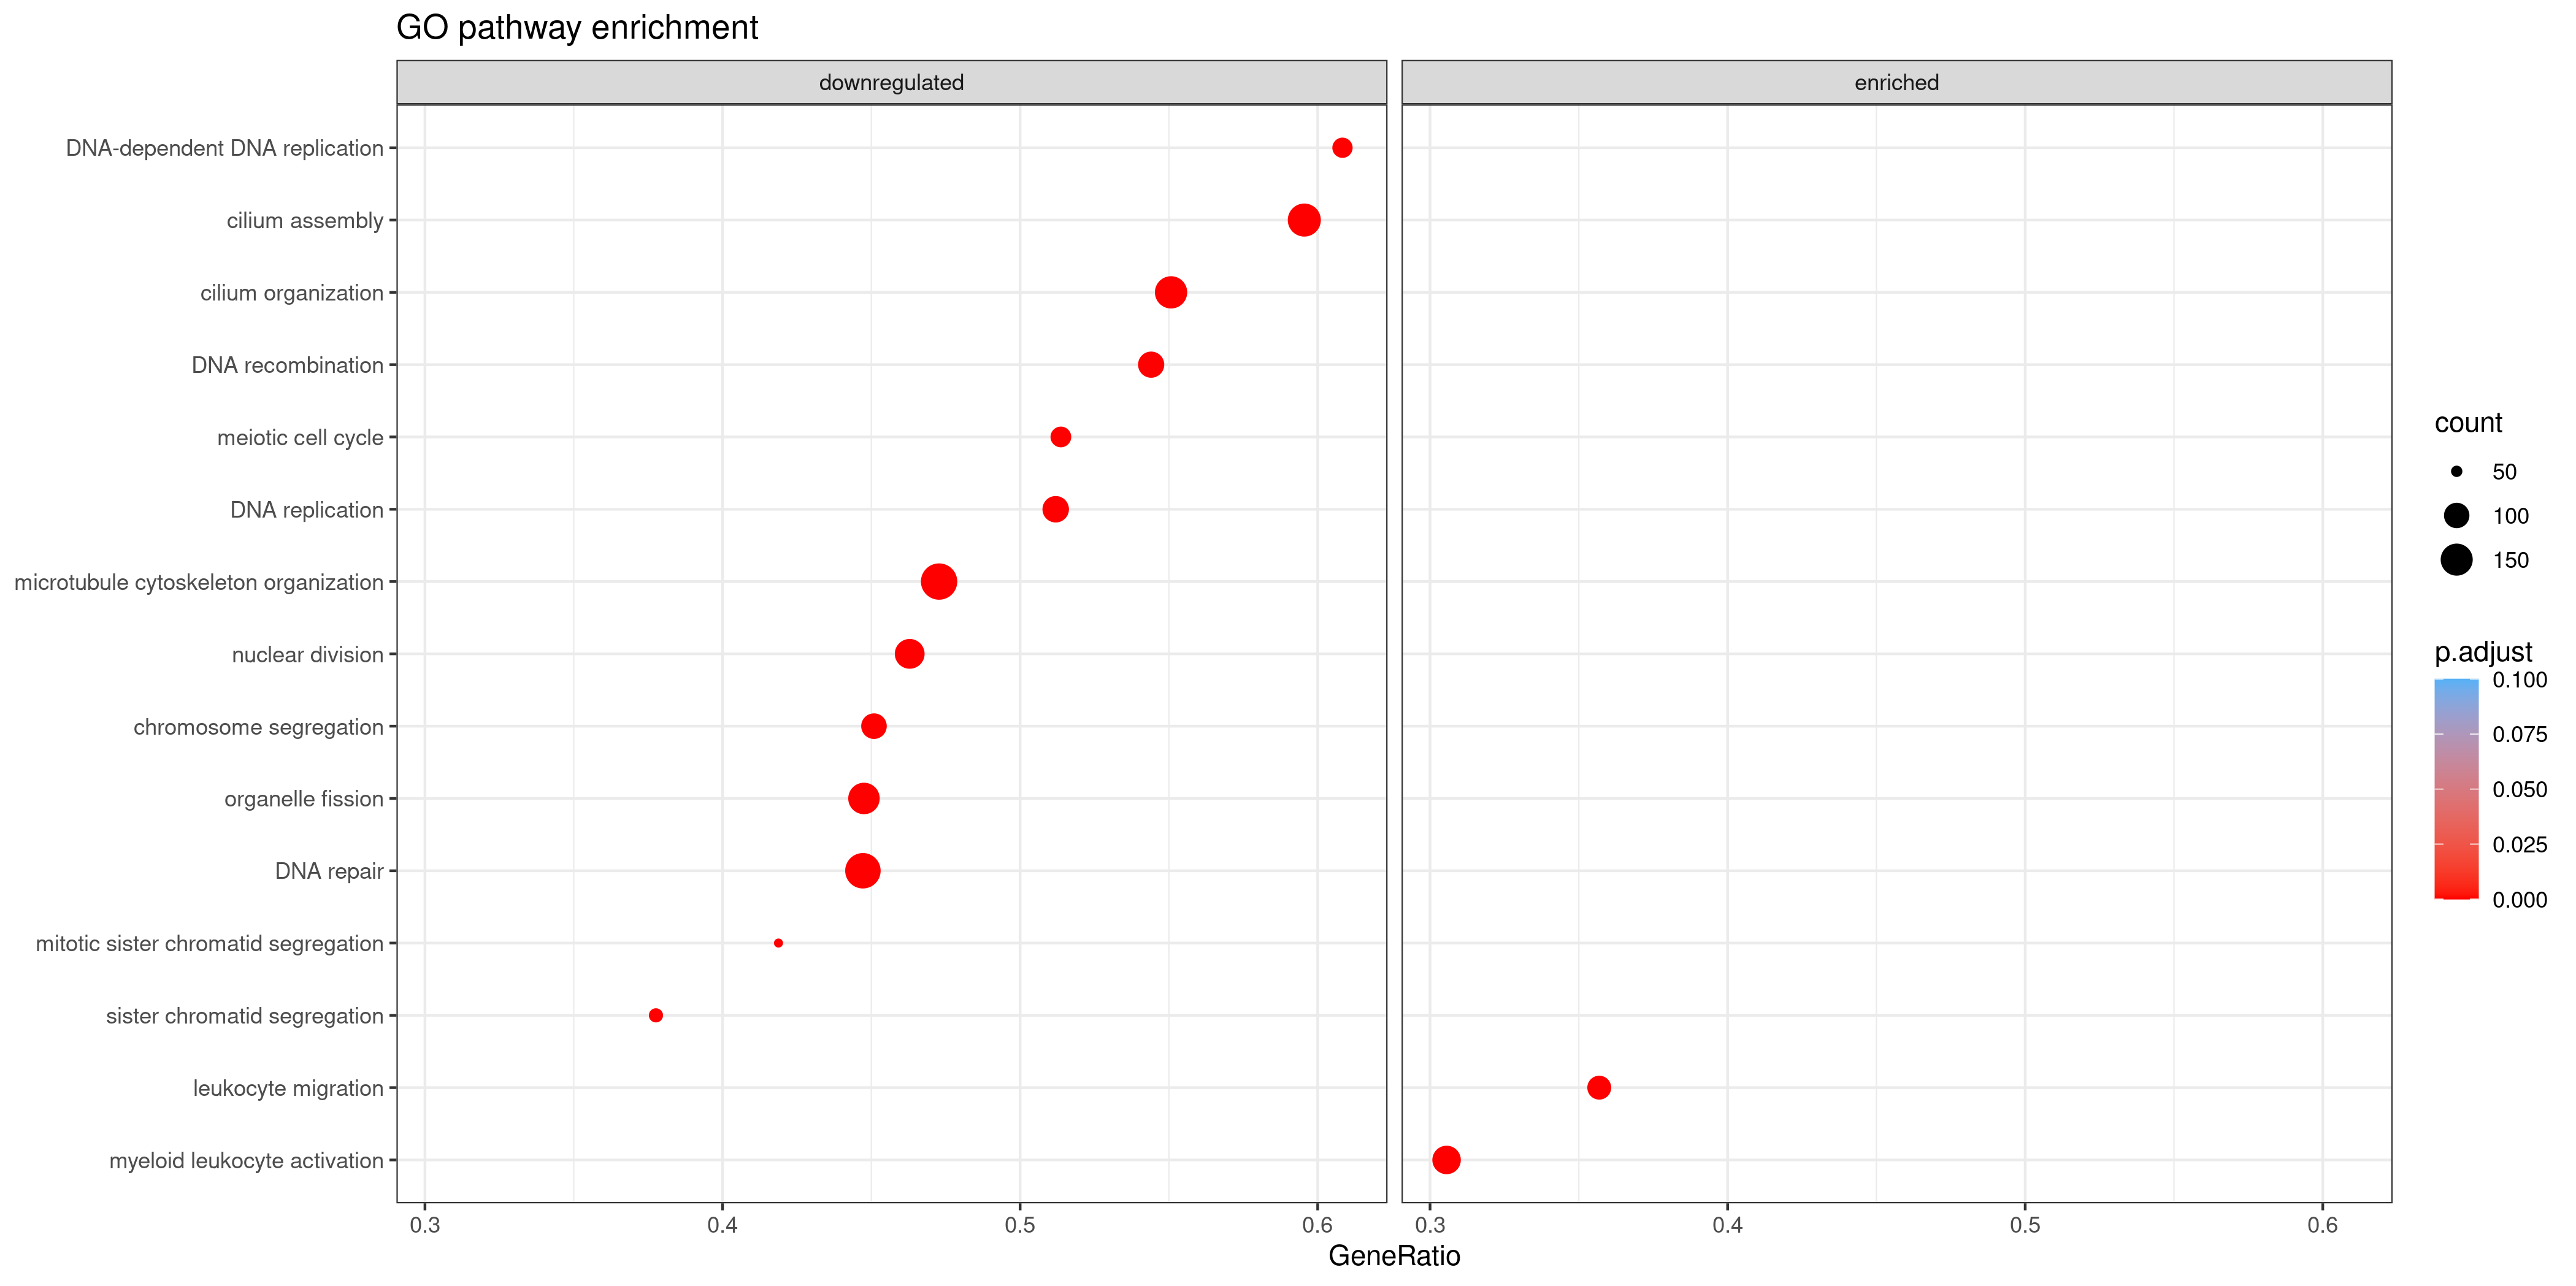 GO pathway enrichment
downregulated
enriched
DNA-dependent DNA replication
cilium assembly
cilium organization
DNA recombination
meiotic cell cycle
DNA replication
microtubule cytoskeleton organization
nuclear division
chromosome segregation
organelle fission
DNA repair
mitotic sister chromatid segregation
sister chromatid segregation
leukocyte migration
myeloid leukocyte activation
0.3 0.4 0.5 0.6
0.3 0.4 0.5 0.6
GeneRatio
count
50
100
150
p.adjust
0.100
0.075
0.050
0.025
0.000